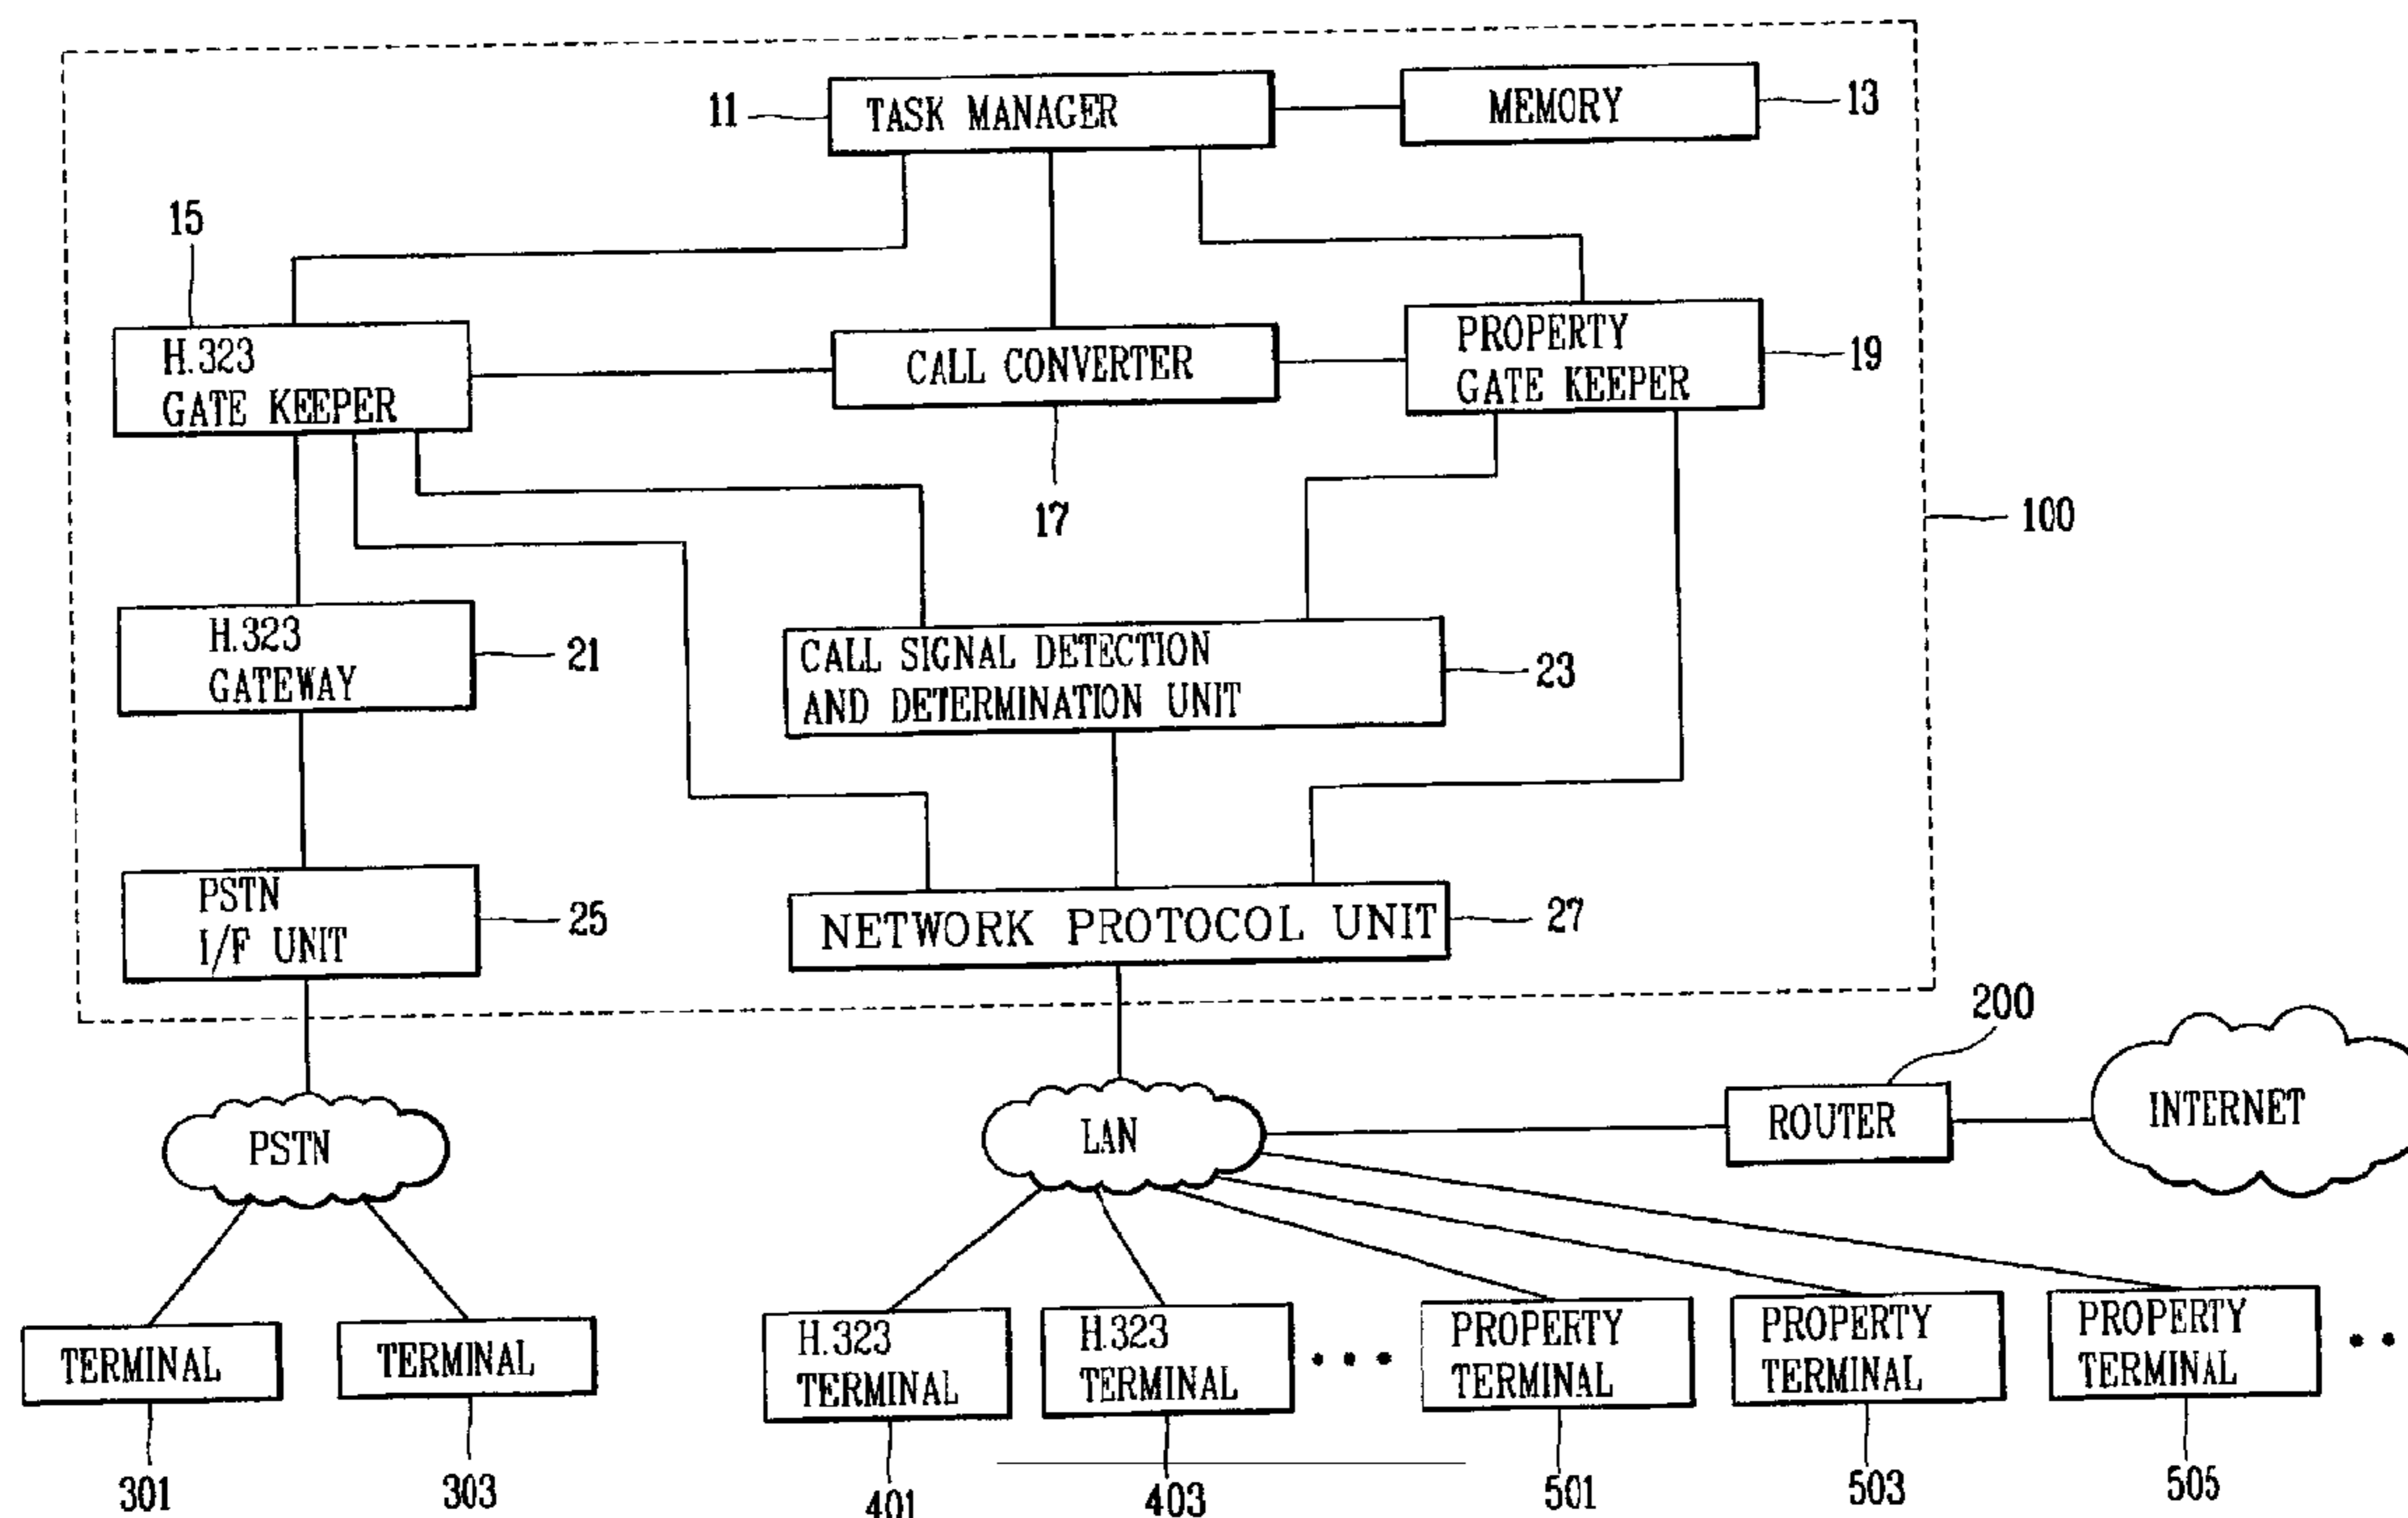 11
TASK MANAGER
MEMORY
13
15
H.323
GATE KEEPER
CALL CONVERTER
PROPERTY
GATE KEEPER
19
17
100
H.323
GATEWAY
21
CALL SIGNAL DETECTION
AND DETERMINATION UNIT
23
PSTN
I/F UNIT
25
NETWORK PROTOCOL UNIT
27
200
PSTN
LAN
ROUTER
INTERNET
TERMINAL
TERMINAL
H.323
TERMINAL
H.323
TERMINAL
• • •
PROPERTY
TERMINAL
PROPERTY
TERMINAL
PROPERTY
TERMINAL
• •
301
303
401
403
501
503
505